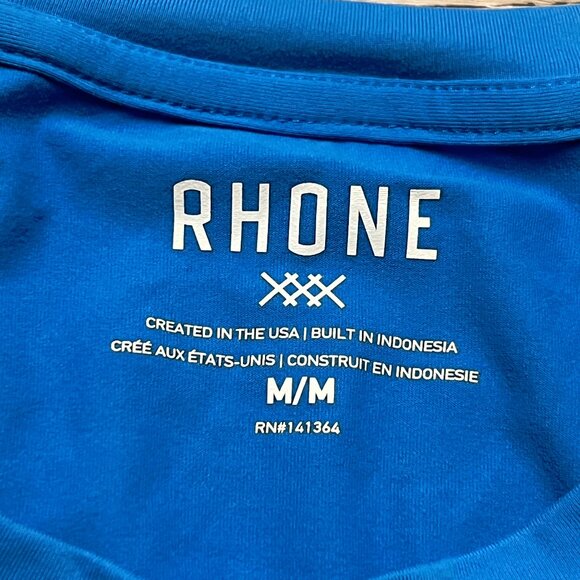 RHONE
CREATED IN THE USA | BUILT IN INDONESIA
CRÉÉ AUX ÉTATS-UNIS | CONSTRUIT EN INDONESIE
M/M
RN#141364